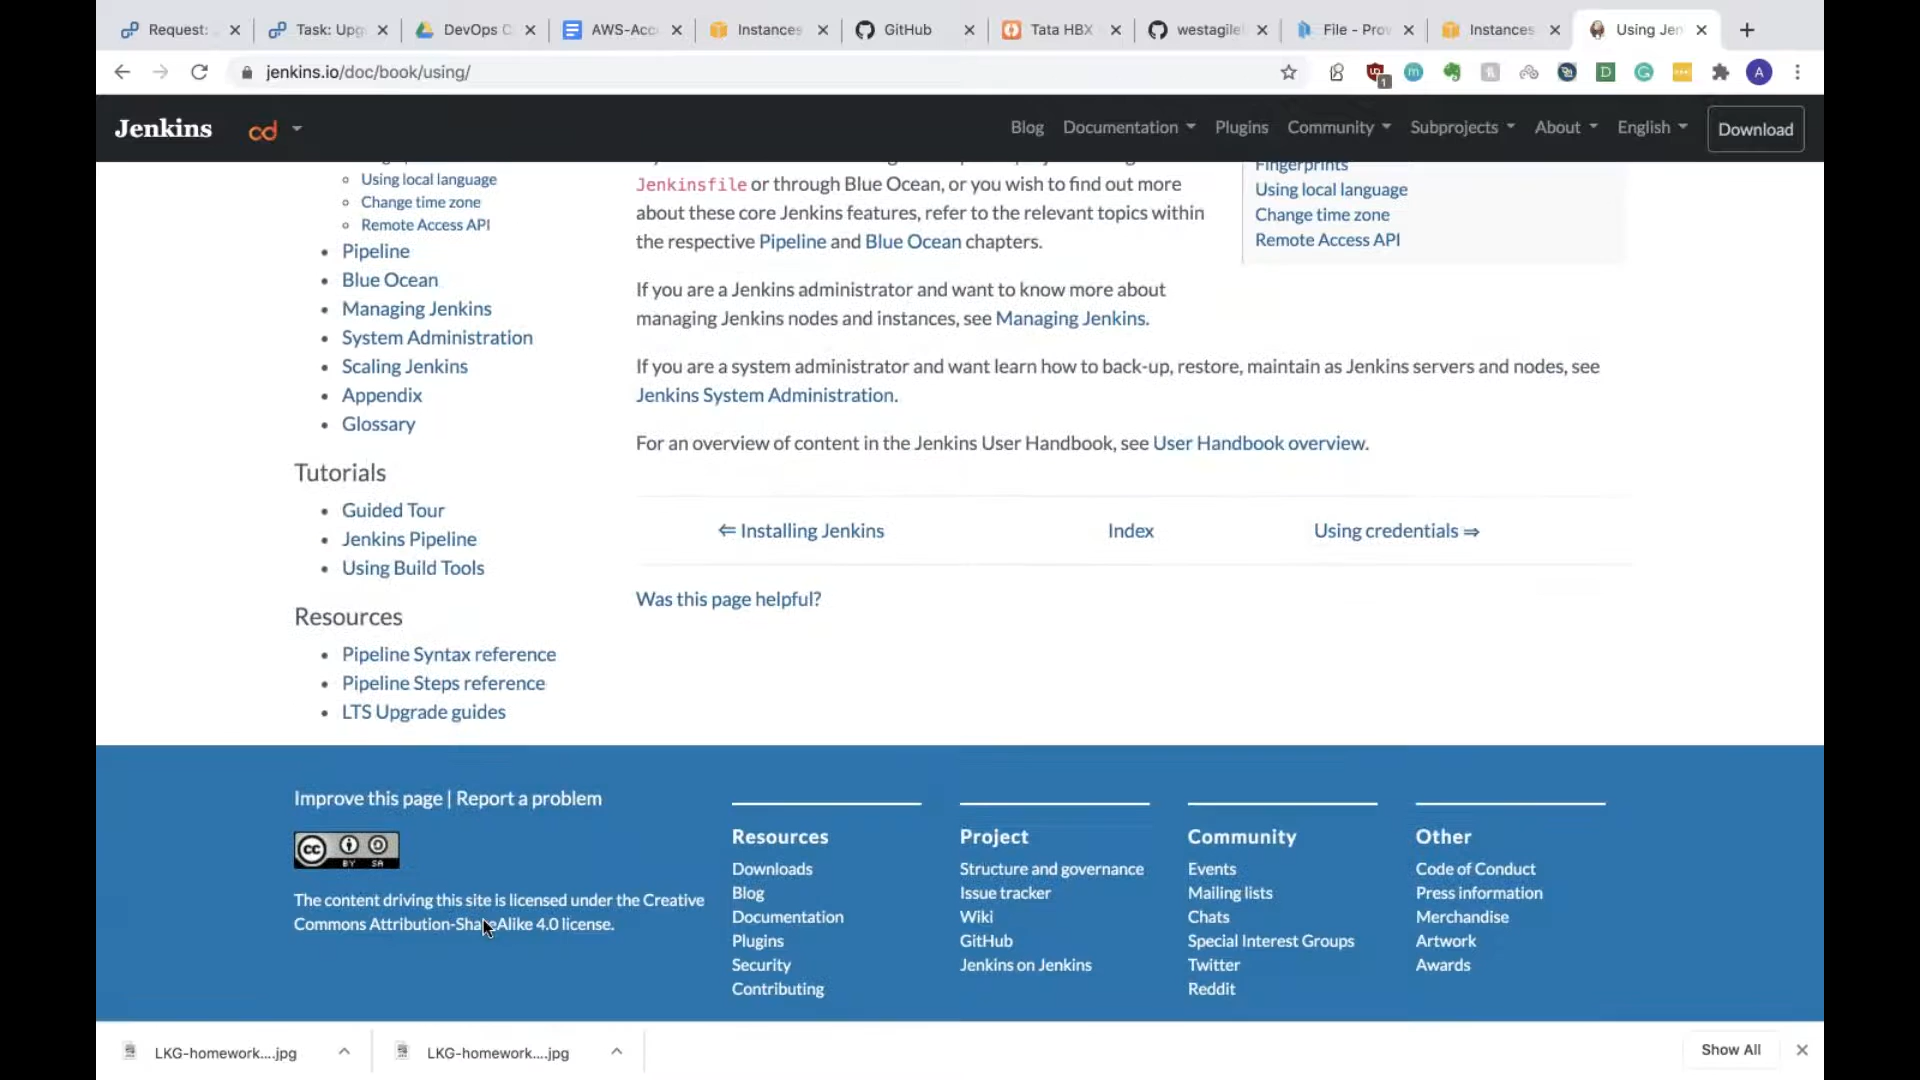 Request:
Task: Upg
DevOps C
AWS-Acc
Instances
GitHub
Tata HBX
westagile
File - Prov
Instances
Using Jen
jenkins.io/doc/book/using/
1
A
Jenkins
cd
Blog
Documentation
Plugins
Community
Subprojects
About
English
Download
Using local language
Change time zone
Remote Access API
Pipeline
Blue Ocean
Managing Jenkins
System Administration
Scaling Jenkins
Appendix
Glossary
Tutorials
Guided Tour
Jenkins Pipeline
Using Build Tools
Resources
Pipeline Syntax reference
Pipeline Steps reference
LTS Upgrade guides
Jenkinsfile or through Blue Ocean, or you wish to find out more
about these core Jenkins features, refer to the relevant topics within
the respective Pipeline and Blue Ocean chapters.
If you are a Jenkins administrator and want to know more about
managing Jenkins nodes and instances, see Managing Jenkins.
If you are a system administrator and want learn how to back-up, restore, maintain as Jenkins servers and nodes, see
Jenkins System Administration.
For an overview of content in the Jenkins User Handbook, see User Handbook overview.
⇐ Installing Jenkins
Index
Using credentials ⇒
Was this page helpful?
Fingerprints
Using local language
Change time zone
Remote Access API
Improve this page | Report a problem
cc BY SA
The content driving this site is licensed under the Creative
Commons Attribution-ShareAlike 4.0 license.
Resources
Downloads
Blog
Documentation
Plugins
Security
Contributing
Project
Structure and governance
Issue tracker
Wiki
GitHub
Jenkins on Jenkins
Community
Events
Mailing lists
Chats
Special Interest Groups
Twitter
Reddit
Other
Code of Conduct
Press information
Merchandise
Artwork
Awards
LKG-homework....jpg
LKG-homework....jpg
Show All